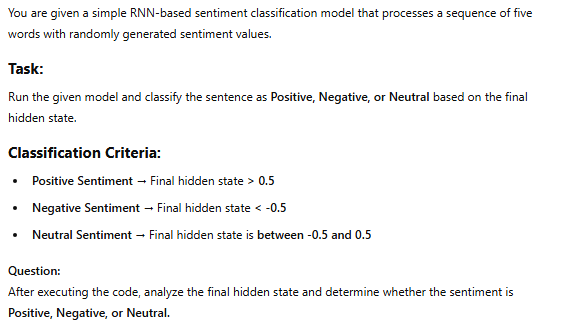 You are given a simple RNN-based sentiment classification model that processes a sequence of five
words with randomly generated sentiment values.
Task:
Run the given model and classify the sentence as Positive, Negative, or Neutral based on the final
hidden state.
Classification Criteria:
• Positive Sentiment → Final hidden state > 0.5
• Negative Sentiment → Final hidden state < -0.5
• Neutral Sentiment → Final hidden state is between -0.5 and 0.5
Question:
After executing the code, analyze the final hidden state and determine whether the sentiment is
Positive, Negative, or Neutral.